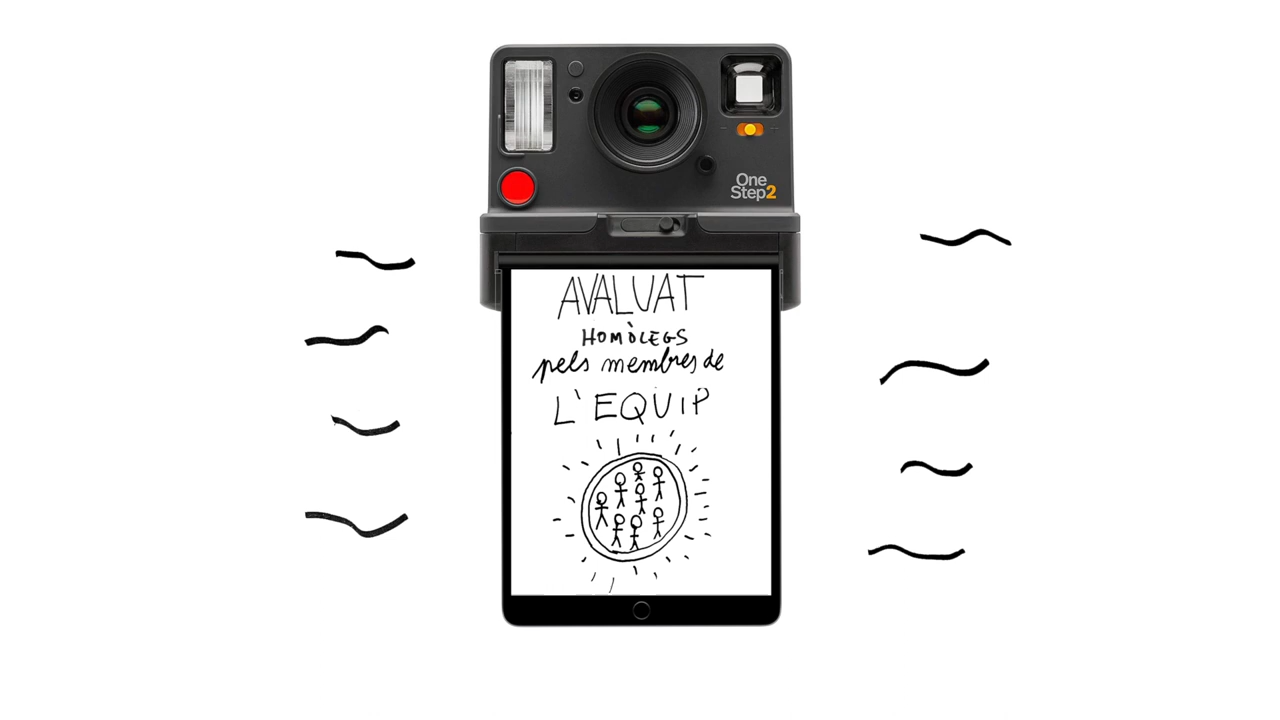 One
Step2
AVALUAT
HOMÒLEGS
pels membres de
L'EQUIP